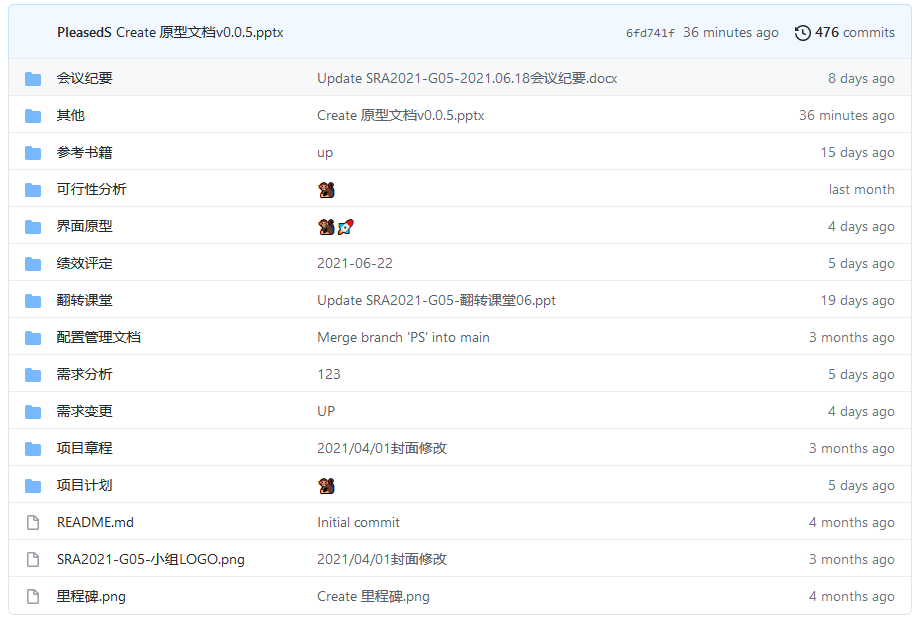 PleasedS Create 原型文档v0.0.5.pptx 6fd741f 36 minutes ago 476 commits
会议纪要 Update SRA2021-G05-2021.06.18会议纪要.docx 8 days ago
其他 Create 原型文档v0.0.5.pptx 36 minutes ago
参考书籍 up 15 days ago
可行性分析 🐒 last month
界面原型 🐒🚀 4 days ago
绩效评定 2021-06-22 5 days ago
翻转课堂 Update SRA2021-G05-翻转课堂06.ppt 19 days ago
配置管理文档 Merge branch 'PS' into main 3 months ago
需求分析 123 5 days ago
需求变更 UP 4 days ago
项目章程 2021/04/01封面修改 3 months ago
项目计划 🐒 5 days ago
README.md Initial commit 4 months ago
SRA2021-G05-小组LOGO.png 2021/04/01封面修改 3 months ago
里程碑.png Create 里程碑.png 4 months ago